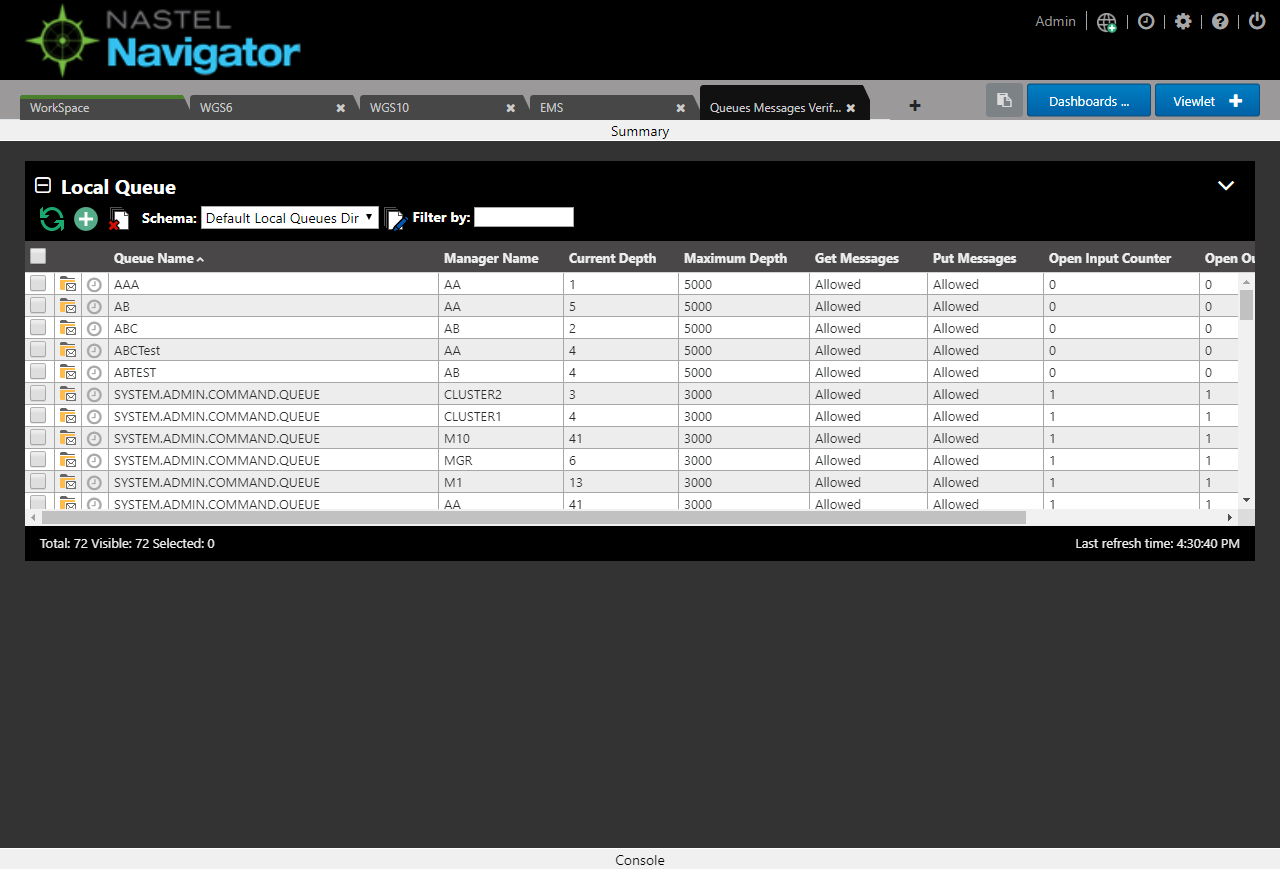 NASTEL
Navigator
Admin
WorkSpace
WGS6
WGS10
EMS
Queues Messages Verif...
Dashboards ...
Viewlet
Summary
Local Queue
Schema: Default Local Queues Dir Filter by:
Queue Name Manager Name Current Depth Maximum Depth Get Messages Put Messages Open Input Counter Open Ou
AAA AA 1 5000 Allowed Allowed 0 0
AB AA 5 5000 Allowed Allowed 0 0
ABC AB 2 5000 Allowed Allowed 0 0
ABCTest AA 4 5000 Allowed Allowed 0 0
ABTEST AB 4 5000 Allowed Allowed 0 0
SYSTEM.ADMIN.COMMAND.QUEUE CLUSTER2 3 3000 Allowed Allowed 1 1
SYSTEM.ADMIN.COMMAND.QUEUE CLUSTER1 4 3000 Allowed Allowed 1 1
SYSTEM.ADMIN.COMMAND.QUEUE M10 41 3000 Allowed Allowed 1 1
SYSTEM.ADMIN.COMMAND.QUEUE MGR 6 3000 Allowed Allowed 1 1
SYSTEM.ADMIN.COMMAND.QUEUE M1 13 3000 Allowed Allowed 1 1
SYSTEM.ADMIN.COMMAND.QUEUE AA 41 3000 Allowed Allowed 1 1
Total: 72 Visible: 72 Selected: 0
Last refresh time: 4:30:40 PM
Console